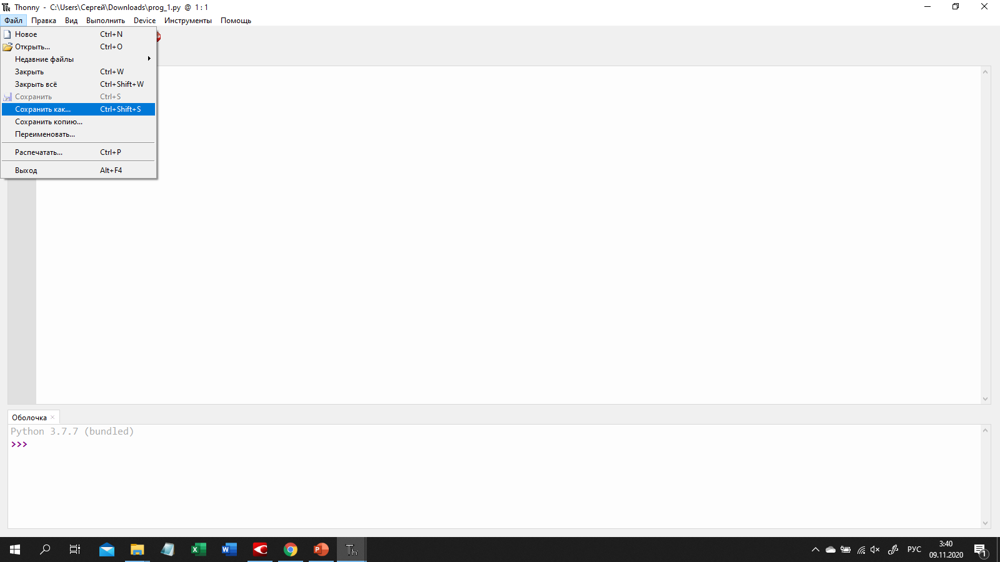 Thonny - C:\Users\Сергей\Downloads\prog_1.py @ 1 : 1
Файл Правка Вид Выполнить Device Инструменты Помощь
Новое Ctrl+N
Открыть... Ctrl+O
Недавние файлы
Закрыть Ctrl+W
Закрыть всё Ctrl+Shift+W
Сохранить Ctrl+S
Сохранить как... Ctrl+Shift+S
Сохранить копию...
Переименовать...
Распечатать... Ctrl+P
Выход Alt+F4
Оболочка
Python 3.7.7 (bundled)
>>>
РУС
3:40
09.11.2020
1